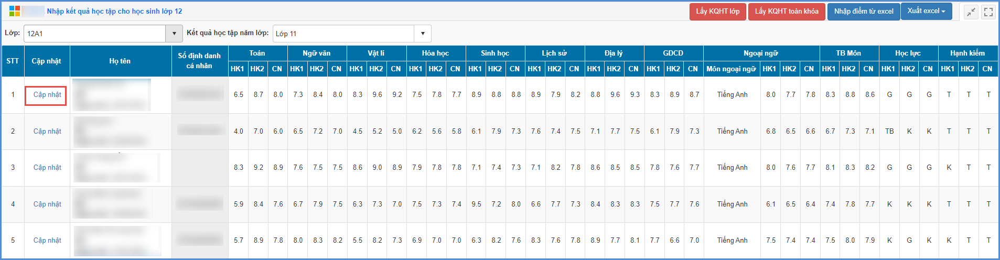 Nhập kết quả học tập cho học sinh lớp 12 Lấy KQHT lớp Lấy KQHT toàn khóa Nhập điểm từ excel Xuất excel
Lớp: 12A1 Kết quả học tập năm lớp: Lớp 11
STT Cập nhật Họ tên Số định danh cá nhân Toán Ngữ văn Vật lí Hóa học Sinh học Lịch sử Địa lý GDCD Ngoại ngữ TB Môn Học lực Hạnh kiểm
HK1 HK2 CN HK1 HK2 CN HK1 HK2 CN HK1 HK2 CN HK1 HK2 CN HK1 HK2 CN HK1 HK2 CN HK1 HK2 CN Môn ngoại ngữ HK1 HK2 CN HK1 HK2 CN HK1 HK2 CN HK1 HK2 CN
1 Cập nhật 6.5 8.7 8.0 7.3 8.4 8.0 8.3 9.6 9.2 7.5 7.8 7.7 8.9 8.8 8.8 8.9 7.9 8.2 8.8 9.6 9.3 8.3 8.9 8.7 Tiếng Anh 8.0 7.7 7.8 8.3 8.8 8.6 G G G T T T
2 Cập nhật 4.0 7.0 6.0 6.5 7.2 7.0 4.5 5.2 5.0 6.2 5.6 5.8 6.1 7.9 7.3 7.6 7.4 7.5 7.1 7.7 7.5 6.1 7.9 7.3 Tiếng Anh 6.8 6.5 6.6 6.7 7.3 7.1 TB K K T T T
3 Cập nhật 8.3 9.2 8.9 7.6 7.5 7.5 8.6 9.0 8.9 7.9 7.8 7.8 7.1 7.4 7.3 7.1 8.2 7.8 8.6 8.5 8.5 7.8 7.6 7.7 Tiếng Anh 8.0 7.6 7.7 8.1 8.3 8.2 G G G K T T
4 Cập nhật 5.9 8.4 7.6 6.7 7.9 7.5 6.3 7.3 7.0 7.5 7.3 7.4 9.5 7.2 8.0 6.6 7.7 7.3 8.4 8.3 8.3 7.5 7.7 7.6 Tiếng Anh 6.1 6.5 6.4 7.4 7.8 7.7 K K K T T T
5 Cập nhật 5.7 8.9 7.8 8.0 8.3 8.2 5.5 8.2 7.3 6.9 7.0 7.0 6.3 8.2 7.6 8.3 7.6 7.8 8.9 7.7 8.1 7.7 6.6 7.0 Tiếng Anh 7.5 7.4 7.4 7.5 8.0 7.9 K G K K T T